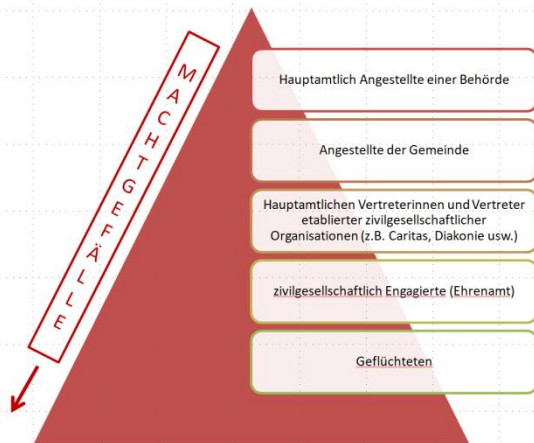 MACHTGEFÄLLE
Hauptamtlich Angestellte einer Behörde
Angestellte der Gemeinde
Hauptamtlichen Vertreterinnen und Vertreter
etablierter zivilgesellschaftlicher
Organisationen (z.B. Caritas, Diakonie usw.)
zivilgesellschaftlich Engagierte (Ehrenamt)
Geflüchteten